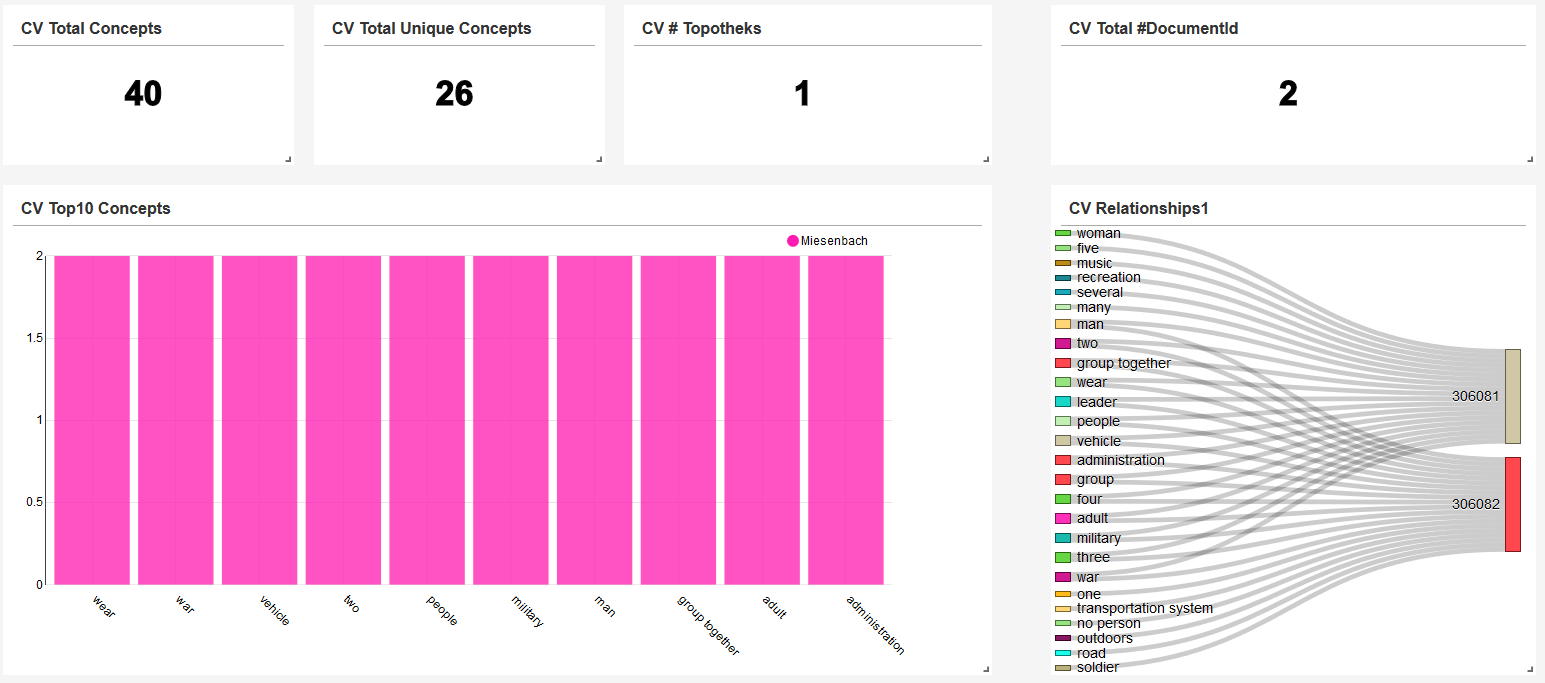 CV Total Concepts
40
CV Total Unique Concepts
26
CV # Topotheks
1
CV Total #DocumentId
2
CV Top10 Concepts
Miesenbach
2
1.5
1
0.5
0
wear
war
vehicle
two
people
military
man
group together
adult
administration
CV Relationships1
woman
five
music
recreation
several
many
man
two
group together
wear
leader
people
vehicle
administration
group
four
adult
military
three
war
one
transportation system
no person
outdoors
road
soldier
306081
306082